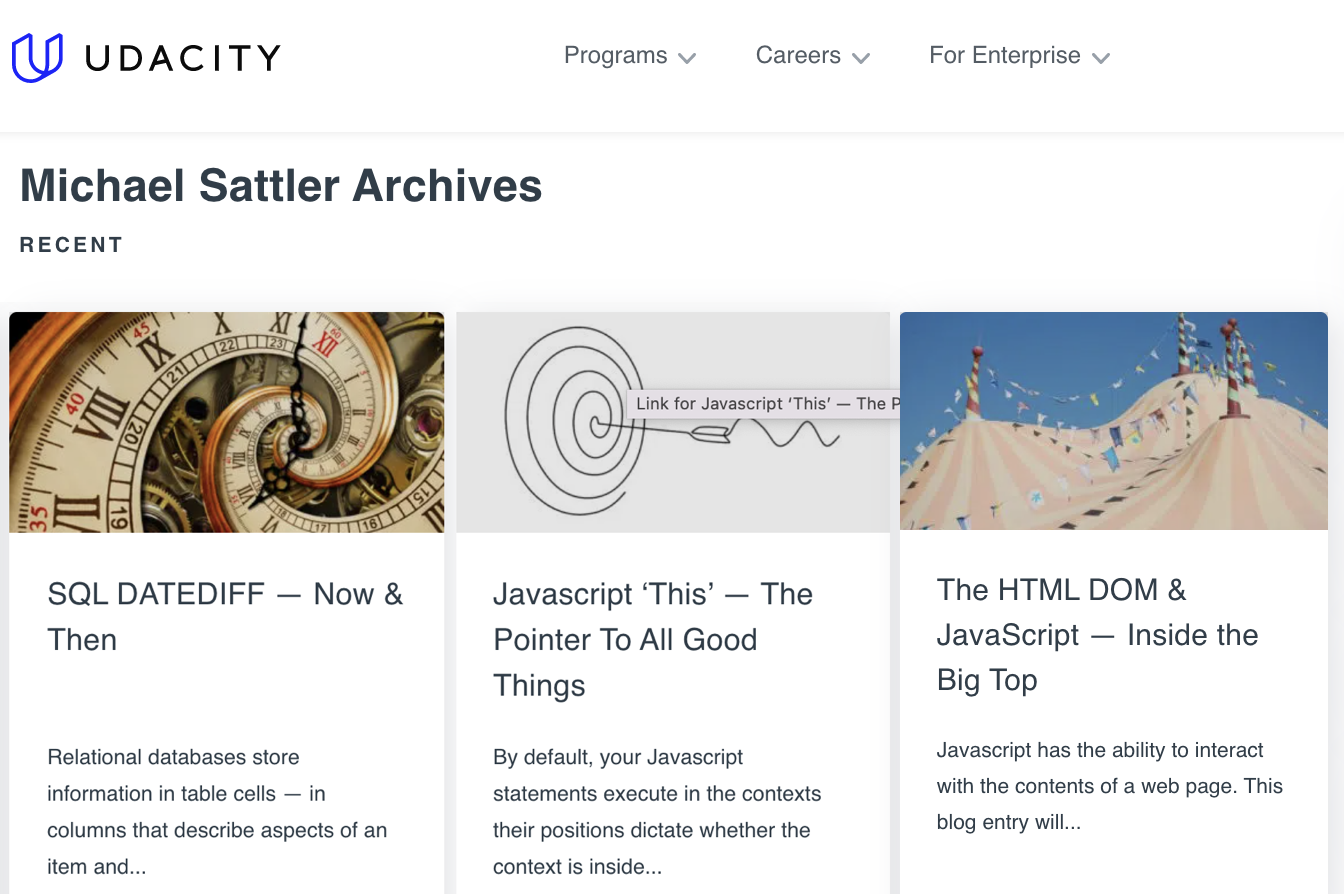 UDACITY
Programs
Careers
For Enterprise
Michael Sattler Archives
RECENT
Link for Javascript ‘This’ — The P
SQL DATEDIFF — Now &
Then
Relational databases store
information in table cells — in
columns that describe aspects of an
item and...
Javascript ‘This’ — The
Pointer To All Good
Things
By default, your Javascript
statements execute in the contexts
their positions dictate whether the
context is inside...
The HTML DOM &
JavaScript — Inside the
Big Top
Javascript has the ability to interact
with the contents of a web page. This
blog entry will...